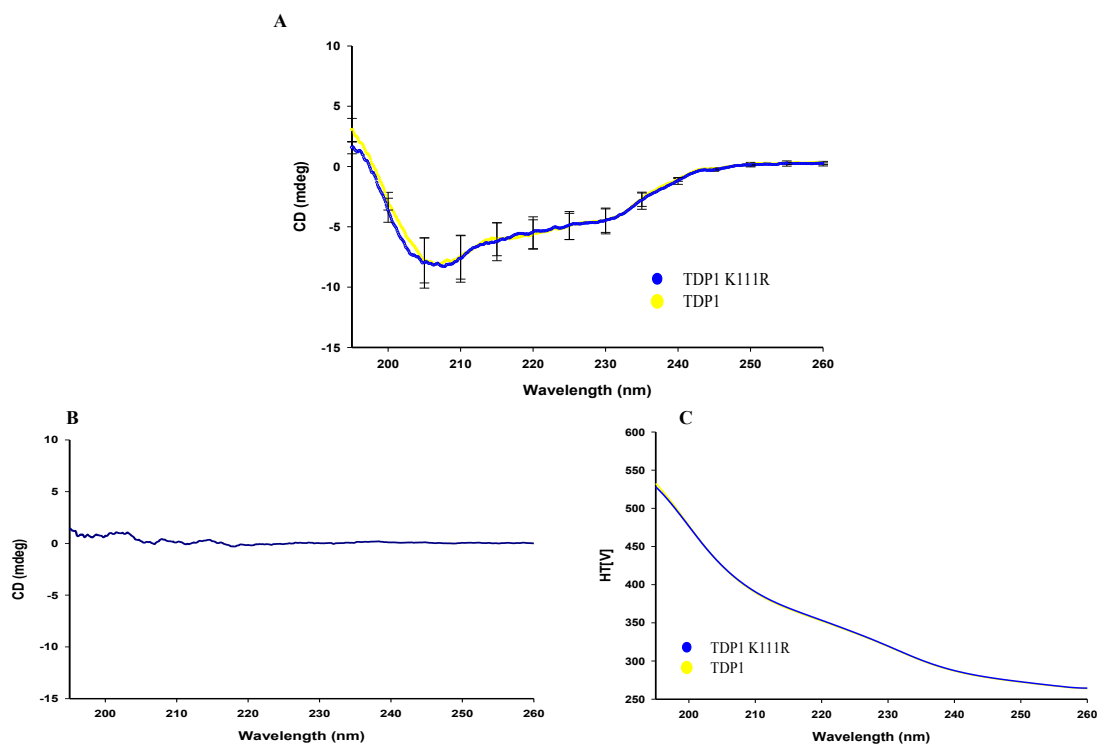 A
10
5
0
-5
-10
-15
CD (mdeg)
TDP1 K111R
TDP1
200 210 220 230 240 250 260
Wavelength (nm)
B
10
5
0
-5
-10
-15
CD (mdeg)
200 210 220 230 240 250 260
Wavelength (nm)
C
600
550
500
450
400
350
300
250
HT[V]
TDP1 K111R
TDP1
200 210 220 230 240 250 260
Wavelength (nm)